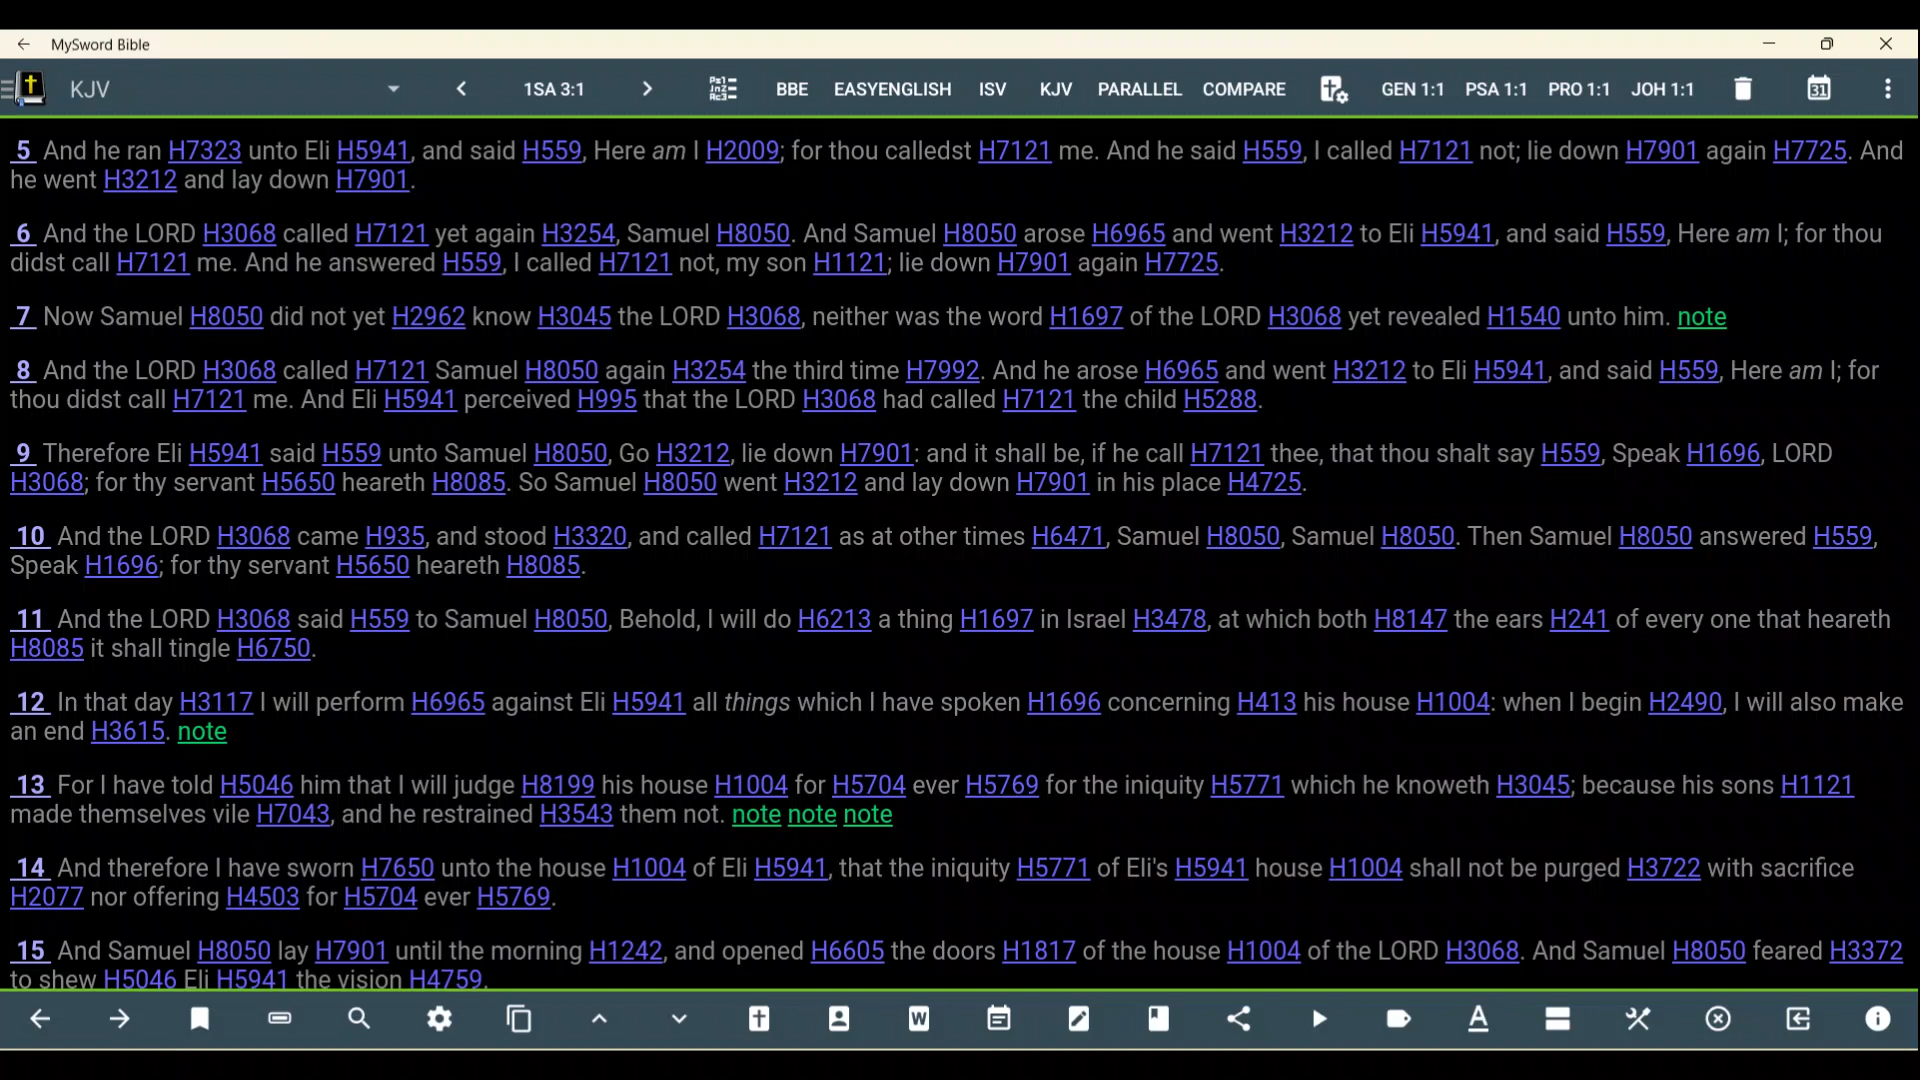 MySword Bible
KJV 1SA 3:1 BBE EASYENGLISH ISV KJV PARALLEL COMPARE GEN 1:1 PSA 1:1 PRO 1:1 JOH 1:1 31
5 And he ran H7323 unto Eli H5941, and said H559, Here am I H2009; for thou calledst H7121 me. And he said H559, I called H7121 not; lie down H7901 again H7725. And
he went H3212 and lay down H7901.
6 And the LORD H3068 called H7121 yet again H3254, Samuel H8050. And Samuel H8050 arose H6965 and went H3212 to Eli H5941, and said H559, Here am I; for thou
didst call H7121 me. And he answered H559, I called H7121 not, my son H1121; lie down H7901 again H7725.
7 Now Samuel H8050 did not yet H2962 know H3045 the LORD H3068, neither was the word H1697 of the LORD H3068 yet revealed H1540 unto him. note
8 And the LORD H3068 called H7121 Samuel H8050 again H3254 the third time H7992. And he arose H6965 and went H3212 to Eli H5941, and said H559, Here am I; for
thou didst call H7121 me. And Eli H5941 perceived H995 that the LORD H3068 had called H7121 the child H5288.
9 Therefore Eli H5941 said H559 unto Samuel H8050, Go H3212, lie down H7901: and it shall be, if he call H7121 thee, that thou shalt say H559, Speak H1696, LORD
H3068; for thy servant H5650 heareth H8085. So Samuel H8050 went H3212 and lay down H7901 in his place H4725.
10 And the LORD H3068 came H935, and stood H3320, and called H7121 as at other times H6471, Samuel H8050, Samuel H8050. Then Samuel H8050 answered H559,
Speak H1696; for thy servant H5650 heareth H8085.
11 And the LORD H3068 said H559 to Samuel H8050, Behold, I will do H6213 a thing H1697 in Israel H3478, at which both H8147 the ears H241 of every one that heareth
H8085 it shall tingle H6750.
12 In that day H3117 I will perform H6965 against Eli H5941 all things which I have spoken H1696 concerning H413 his house H1004: when I begin H2490, I will also make
an end H3615. note
13 For I have told H5046 him that I will judge H8199 his house H1004 for H5704 ever H5769 for the iniquity H5771 which he knoweth H3045; because his sons H1121
made themselves vile H7043, and he restrained H3543 them not. note note note
14 And therefore I have sworn H7650 unto the house H1004 of Eli H5941, that the iniquity H5771 of Eli's H5941 house H1004 shall not be purged H3722 with sacrifice
H2077 nor offering H4503 for H5704 ever H5769.
15 And Samuel H8050 lay H7901 until the morning H1242, and opened H6605 the doors H1817 of the house H1004 of the LORD H3068. And Samuel H8050 feared H3372
to shew H5046 Eli H5941 the vision H4759.